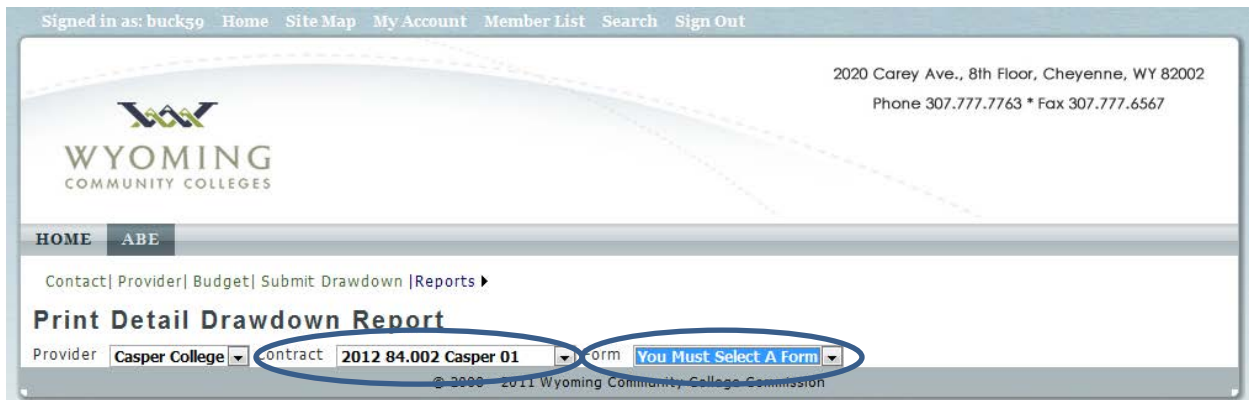 Signed in as: buck59 Home Site Map My Account Member List Search Sign Out
2020 Carey Ave., 8th Floor, Cheyenne, WY 82002
Phone 307.777.7763 * Fax 307.777.6567
WYOMING
COMMUNITY COLLEGES
HOME ABE
Contact| Provider| Budget| Submit Drawdown |Reports
Print Detail Drawdown Report
Provider Casper College Contract 2012 84.002 Casper 01 Form You Must Select A Form
© 2008 - 2011 Wyoming Community College Commission